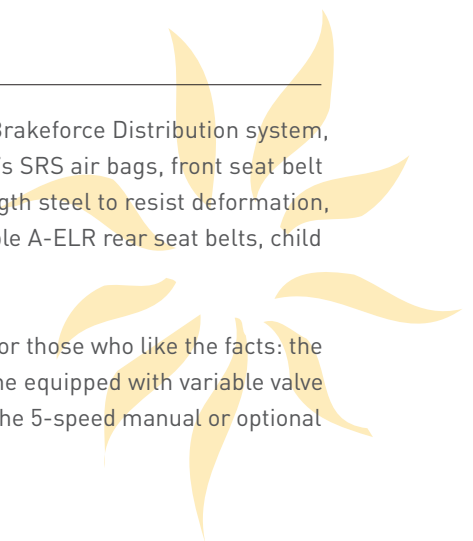 Brakeforce Distribution system,
's SRS air bags, front seat belt
gth steel to resist deformation,
ble A-ELR rear seat belts, child
or those who like the facts: the
ne equipped with variable valve
he 5-speed manual or optional